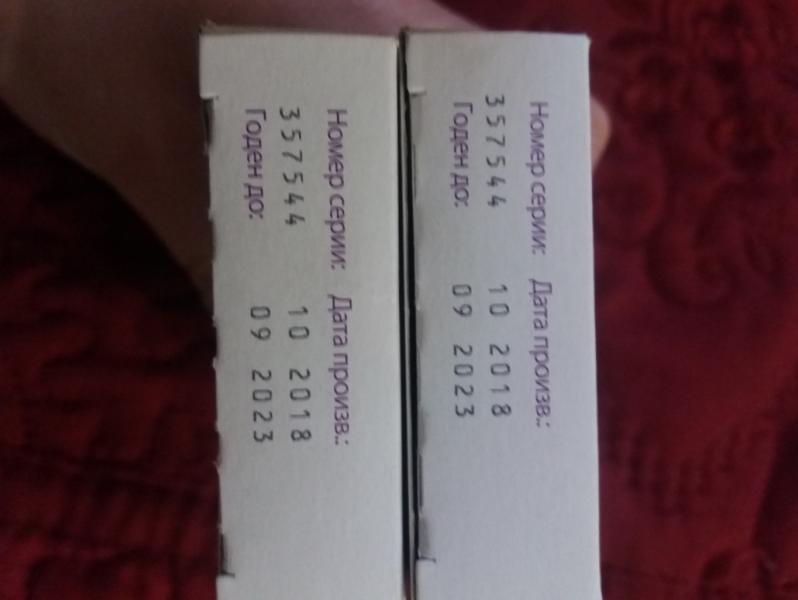 Номер серии: Дата произв.:
357544 10 2018
Годен до: 09 2023
Номер серии: Дата произв.:
357544 10 2018
Годен до: 09 2023